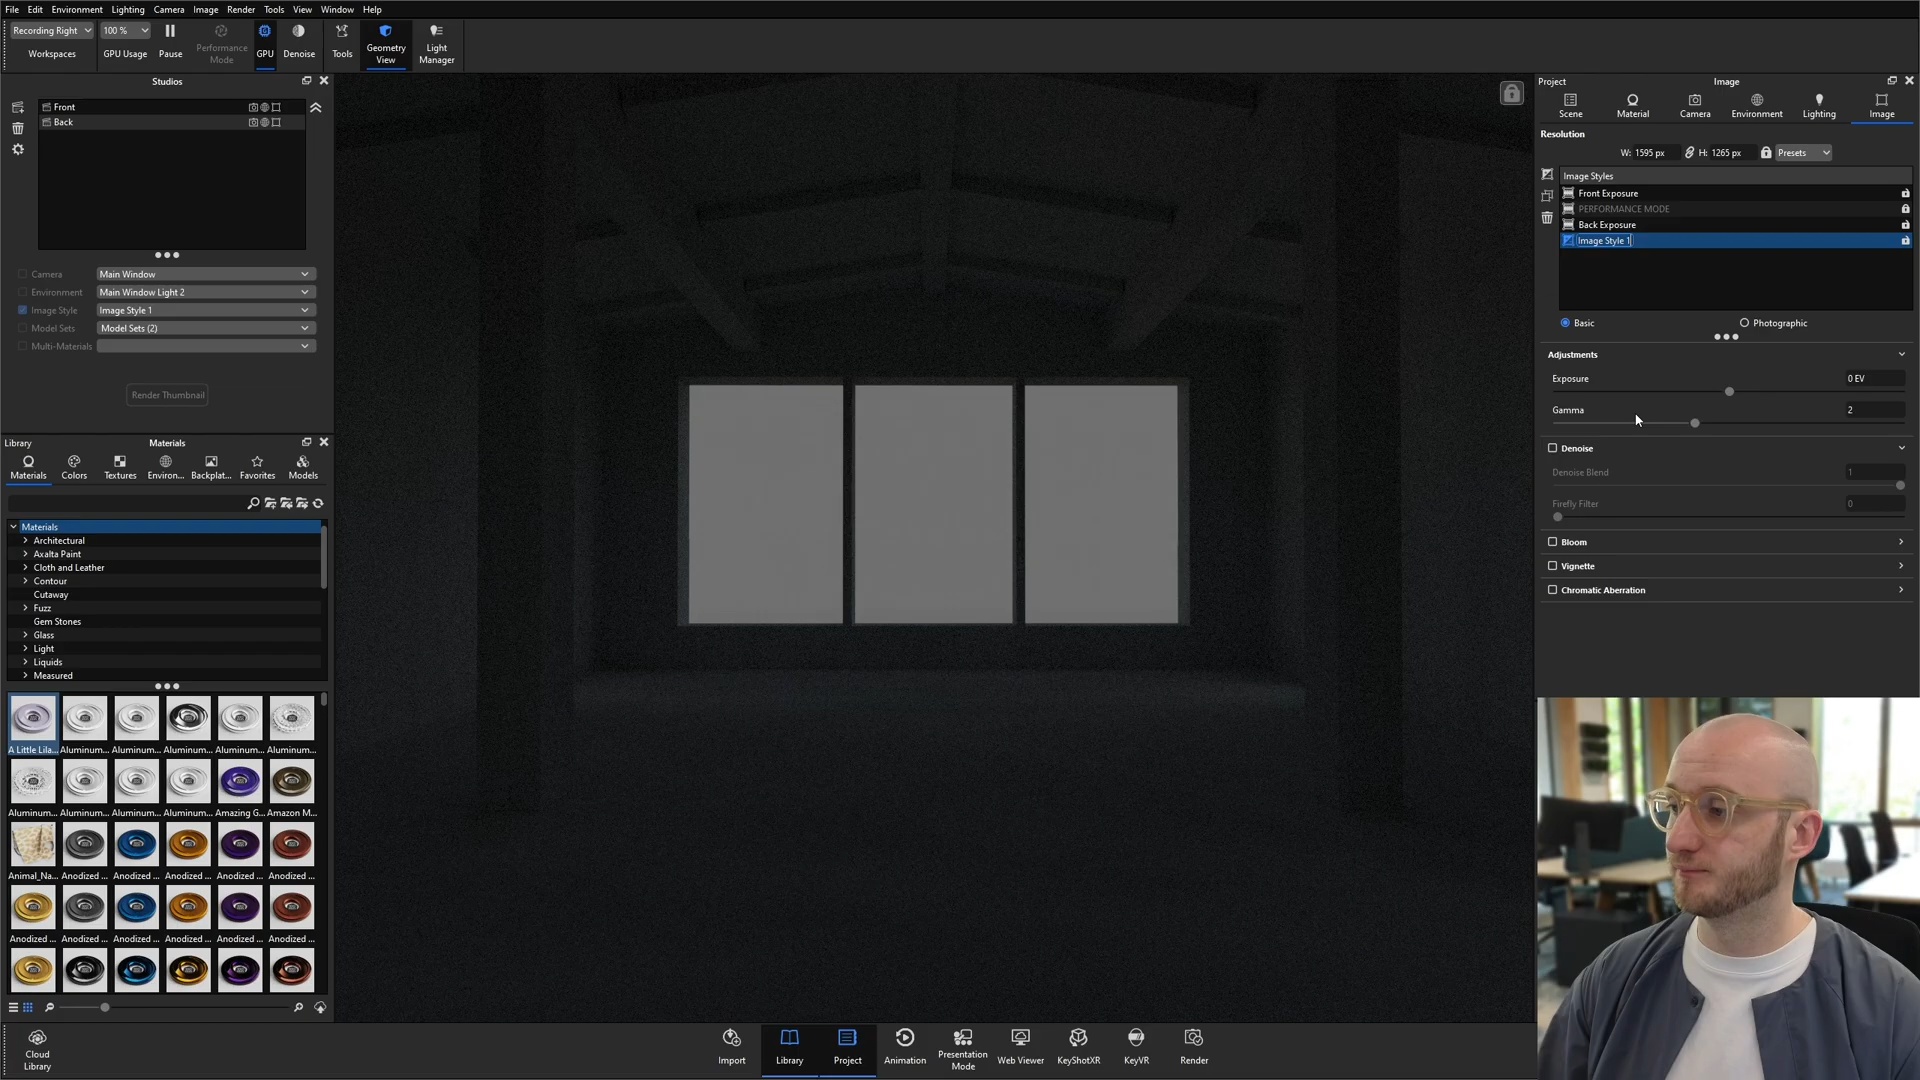 File Edit Environment Lighting Camera Image Render Tools View Window Help
Recording Right 100 %
Workspaces GPU Usage Pause Performance Mode GPU Denoise Tools Geometry View Light Manager
Studios
Front
Back
Camera Main Window
Environment Main Window Light 2
Image Style Image Style 1
Model Sets Model Sets (2)
Multi-Materials
Render Thumbnail
Library Materials
Materials Colors Textures Environ... Backplat... Favorites Models
Materials
Architectural
Axalta Paint
Cloth and Leather
Contour
Cutaway
Fuzz
Gem Stones
Glass
Light
Liquids
Measured
A Little Lila... Aluminum... Aluminum... Aluminum... Aluminum... Aluminum...
Aluminum... Aluminum... Aluminum... Aluminum... Amazing G... Amazon M...
Animal_Na... Anodized ... Anodized ... Anodized ... Anodized ... Anodized ...
Anodized ... Anodized ... Anodized ... Anodized ... Anodized ... Anodized ...
Cloud Library
Import Library Project Animation Presentation Mode Web Viewer KeyShotXR KeyVR Render
Project Image
Scene Material Camera Environment Lighting Image
Resolution
W: 1595 px H: 1265 px Presets
Image Styles
Front Exposure
PERFORMANCE MODE
Back Exposure
Image Style 1
Basic Photographic
Adjustments
Exposure 0 EV
Gamma 2
Denoise
Denoise Blend 1
Firefly Filter 0
Bloom
Vignette
Chromatic Aberration